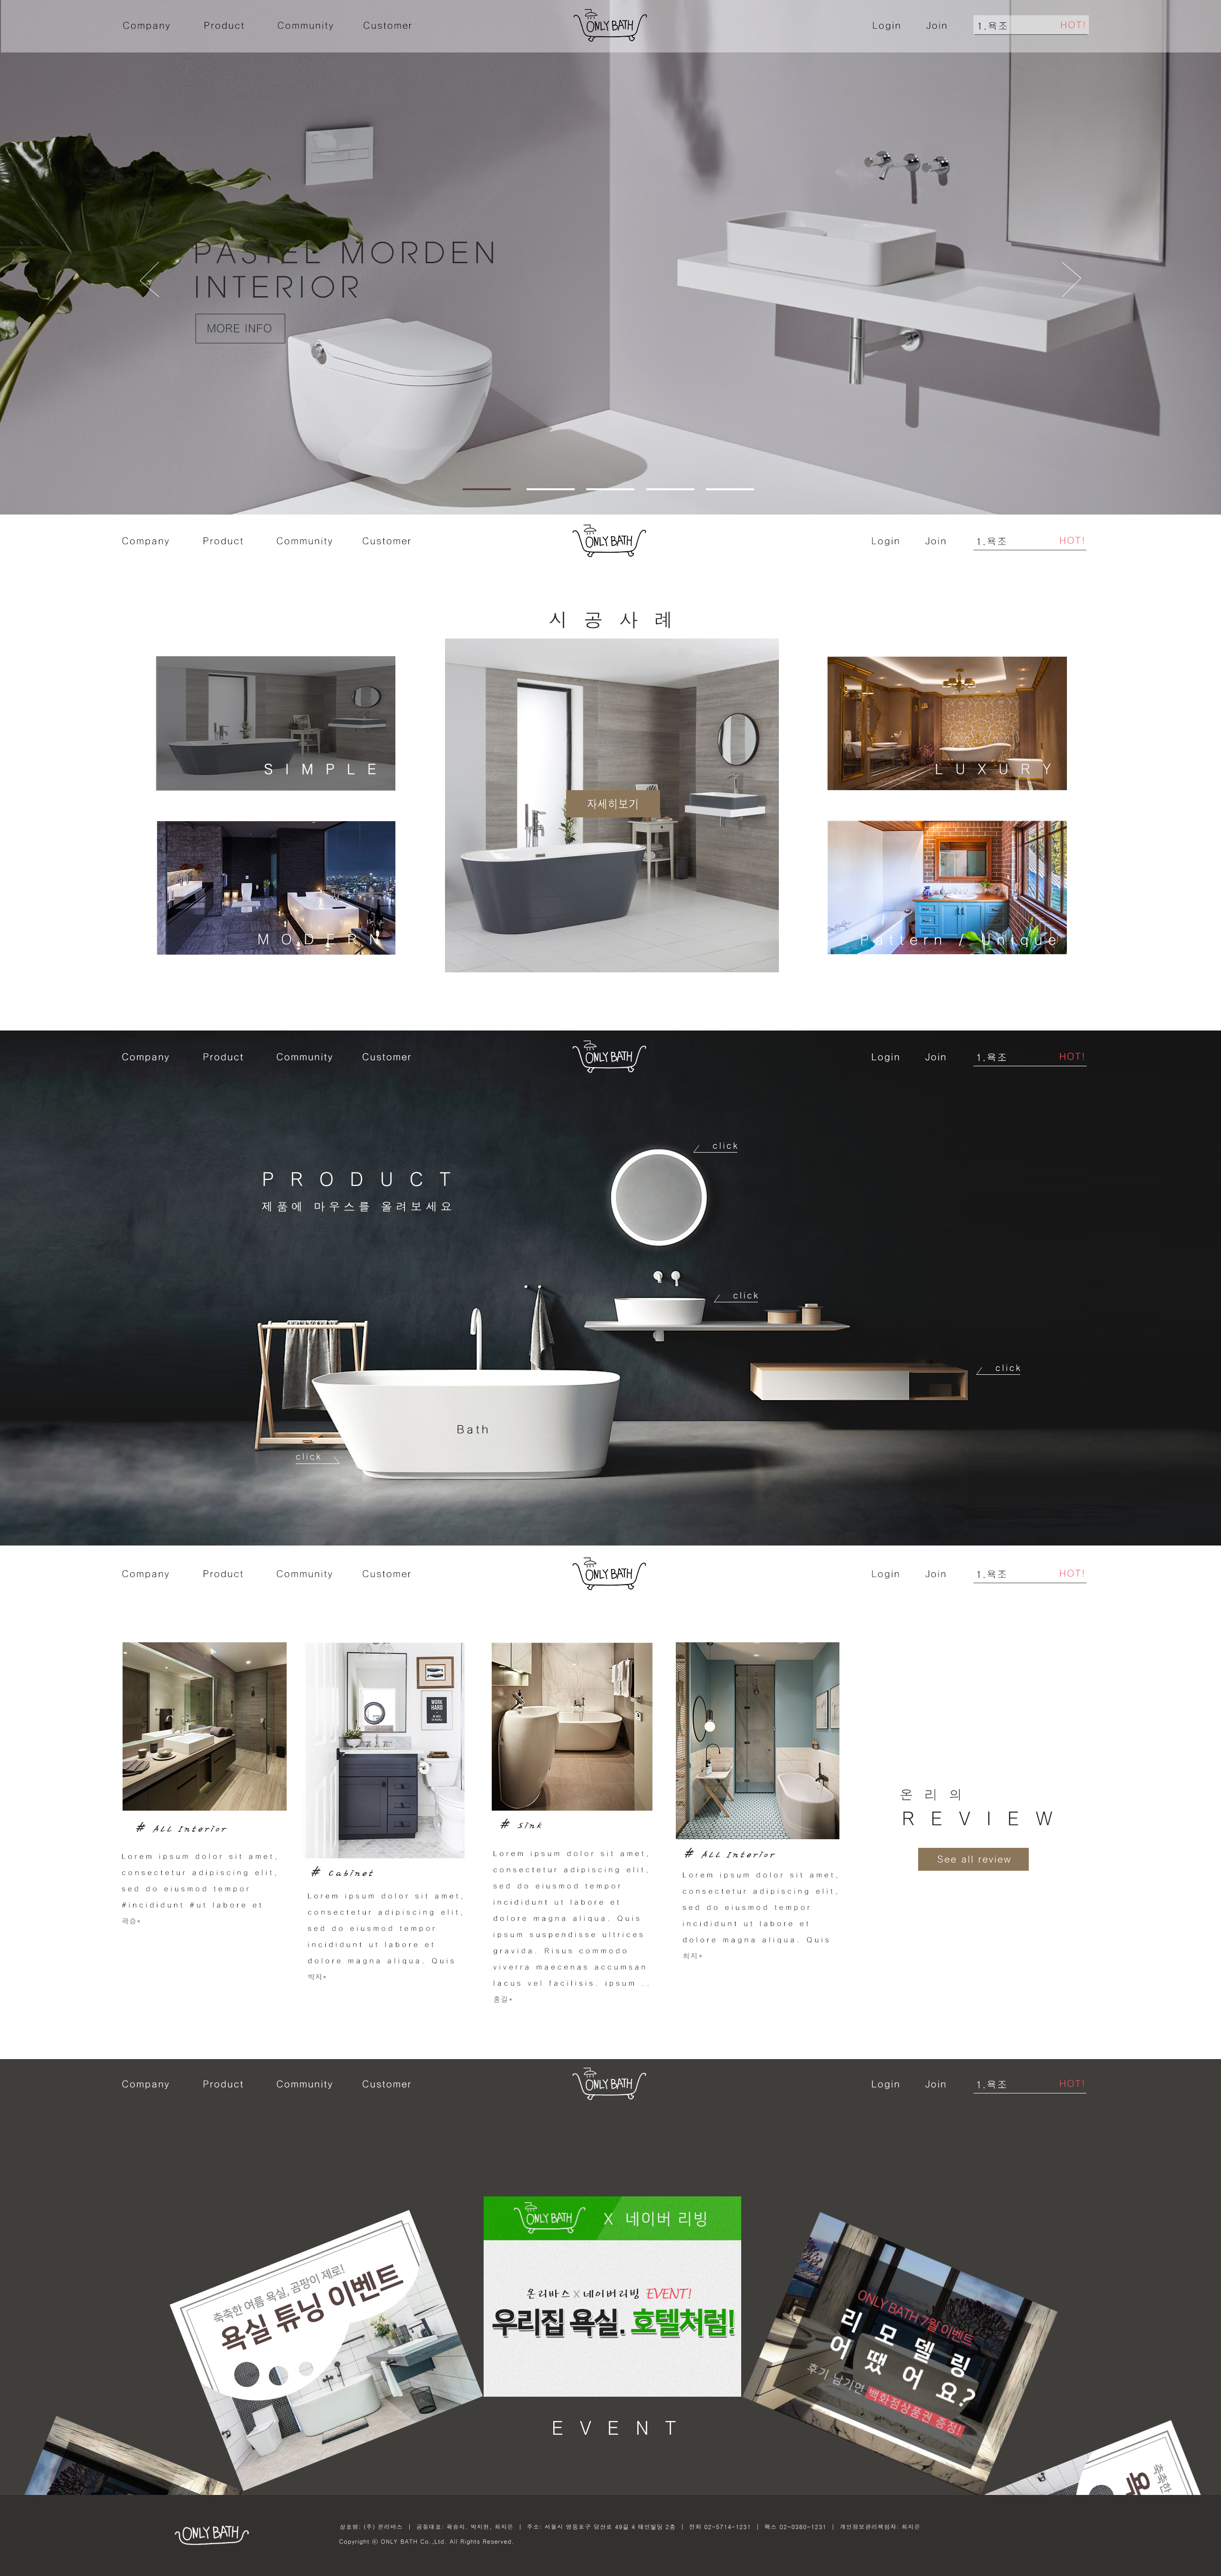 Company Product Community Customer ONLY BATH Login Join 1.욕조 HOT!
PASTEL MORDEN
INTERIOR
MORE INFO
Company Product Community Customer ONLY BATH Login Join 1.욕조 HOT!
시 공 사 례
SIMPLE
LUXURY
자세히보기
MODERN
Pattern / Unique
Company Product Community Customer ONLY BATH Login Join 1.욕조 HOT!
click
PRODUCT
제품에 마우스를 올려보세요
click
click
Bath
click
Company Product Community Customer ONLY BATH Login Join 1.욕조 HOT!
WORK
HARD
# ALL Interior
Lorem ipsum dolor sit amet,
consectetur adipiscing elit,
sed do eiusmod tempor
#incididunt #ut labore et
곽승*
# Cabinet
Lorem ipsum dolor sit amet,
consectetur adipiscing elit,
sed do eiusmod tempor
incididunt ut labore et
dolore magna aliqua. Quis
박지*
# Sink
Lorem ipsum dolor sit amet,
consectetur adipiscing elit,
sed do eiusmod tempor
incididunt ut labore et
dolore magna aliqua. Quis
ipsum suspendisse ultrices
gravida. Risus commodo
viverra maecenas accumsan
lacus vel facilisis. ipsum ..
홍길*
# ALL Interior
Lorem ipsum dolor sit amet,
consectetur adipiscing elit,
sed do eiusmod tempor
incididunt ut labore et
dolore magna aliqua. Quis
최지*
온 리 의
REVIEW
See all review
Company Product Community Customer ONLY BATH Login Join 1.욕조 HOT!
축축한 여름 욕실, 곰팡이 제로!
욕실 튜닝 이벤트
ONLY BATH X 네이버 리빙
온리바스 X 네이버리빙 EVENT!
우리집 욕실. 호텔처럼!
ONLY BATH 7월 이벤트
리 모 델 링
어 땠 어 요?
후기 남기면 백화점상품권 증정!
EVENT
축축한
욕
ONLY BATH
상호명: (주) 온리바스 | 공동대표: 곽승지. 박지현, 최지은 | 주소: 서울시 영등포구 당산로 49길 4 태인빌딩 2층 | 전화 02-5714-1231 | 팩스 02-0380-1231 | 개인정보관리책임자: 최지은
Copyright ⓒ ONLY BATH Co.,Ltd. All Rights Reserved.